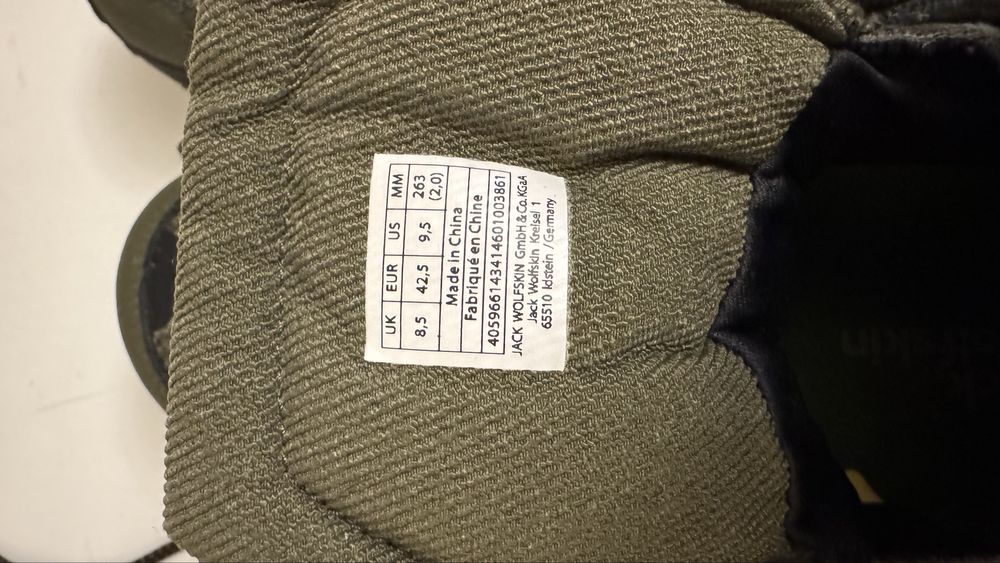 UK EUR US MM
8,5 42,5 9,5 263
(2,0)
Made in China
Fabriqué en Chine
405966143414601003861
JACK WOLFSKIN GmbH & Co. KGaA
Jack Wolfskin Kreisel 1
65510 Idstein / Germany